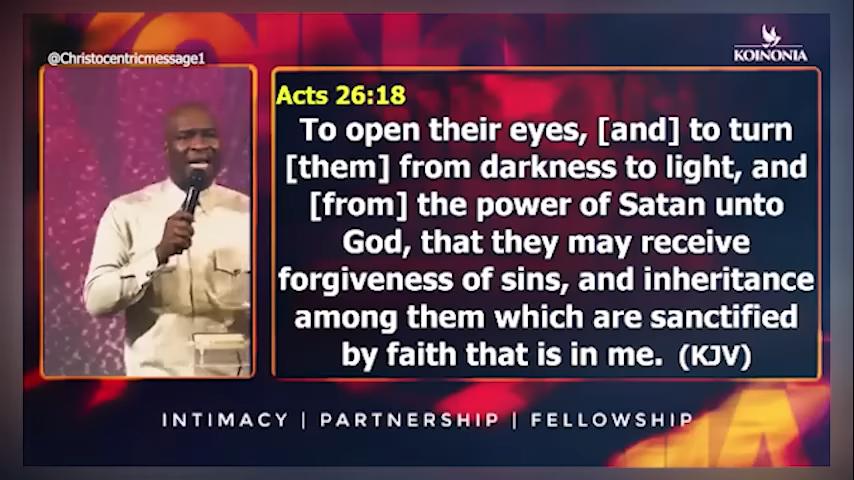 @Christocentricmessage1
KOINONIA
Acts 26:18
To open their eyes, [and] to turn
[them] from darkness to light, and
[from] the power of Satan unto
God, that they may receive
forgiveness of sins, and inheritance
among them which are sanctified
by faith that is in me. (KJV)
INTIMACY | PARTNERSHIP | FELLOWSHIP